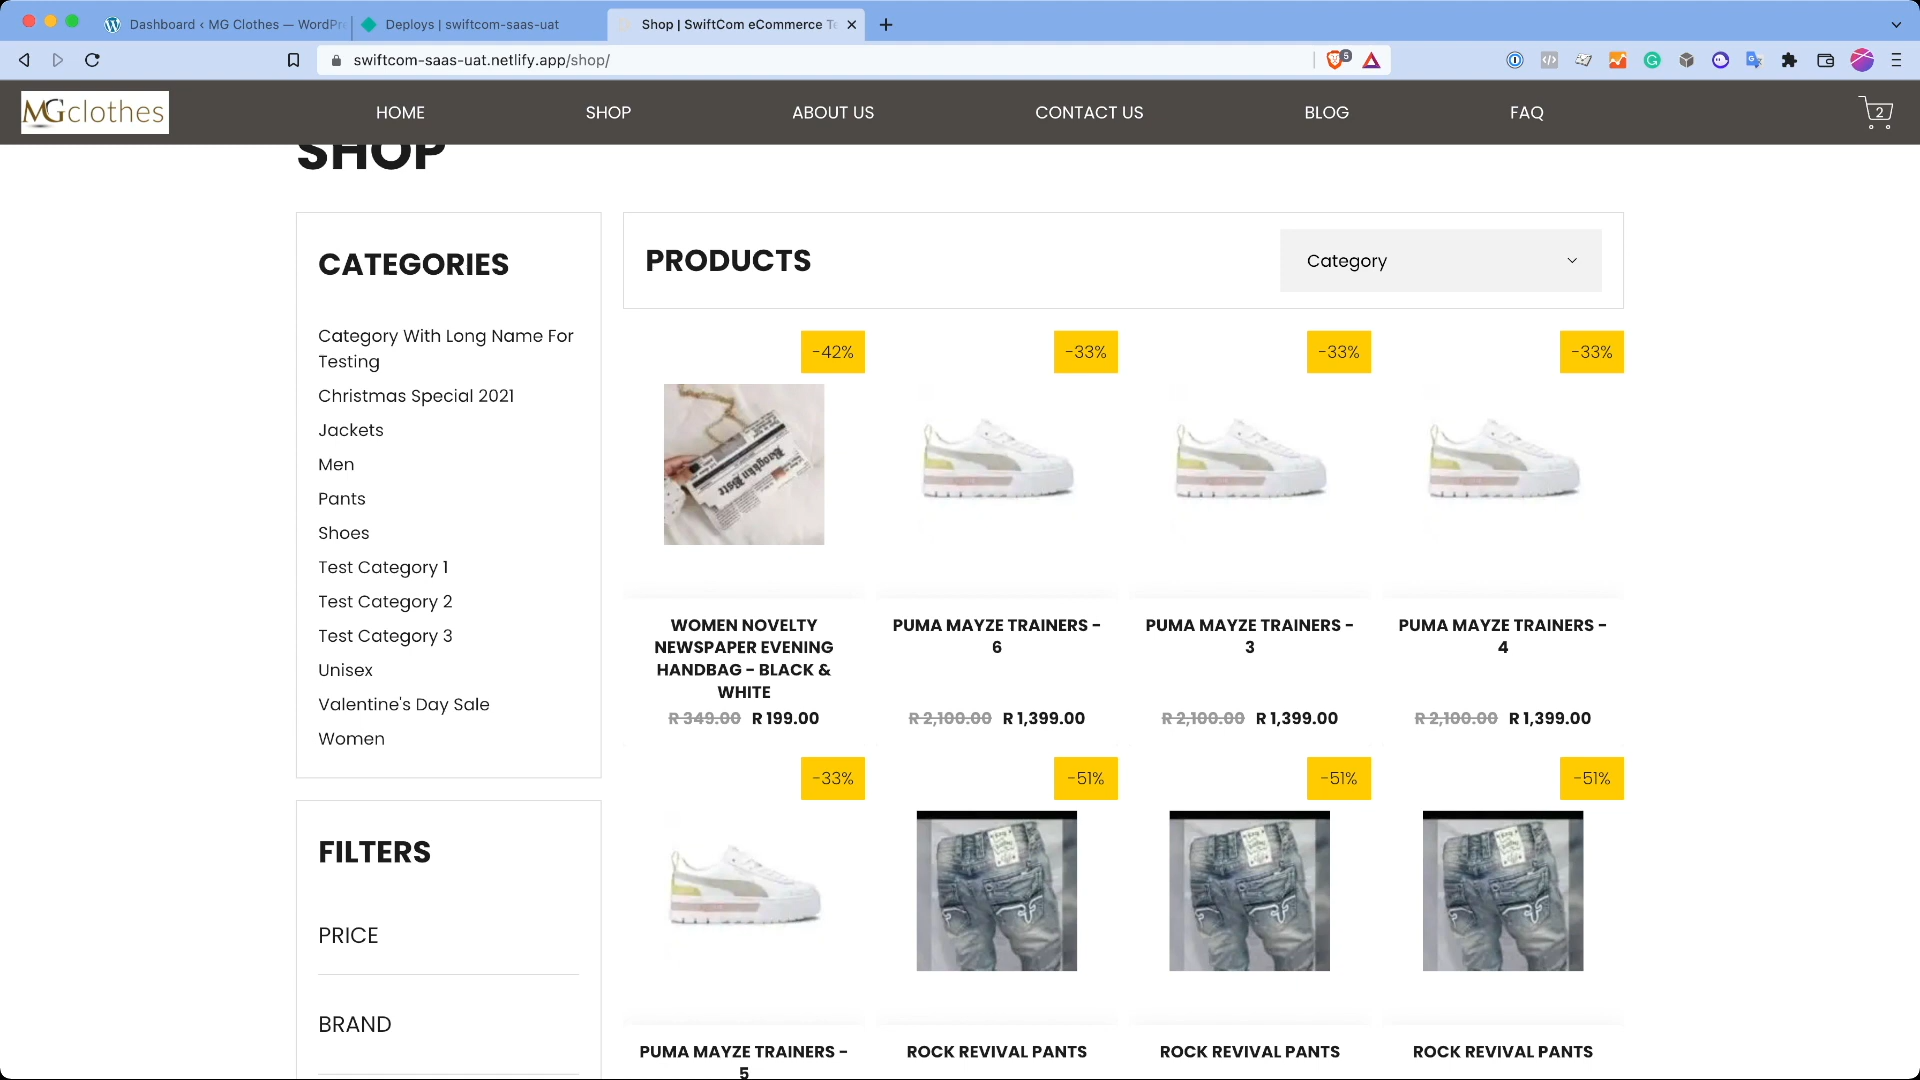 Dashboard ‹ MG Clothes — WordPr
Deploys | swiftcom-saas-uat
Shop | SwiftCom eCommerce Te
swiftcom-saas-uat.netlify.app/shop/
5
MGclothes
HOME
SHOP
ABOUT US
CONTACT US
BLOG
FAQ
2
SHOP
CATEGORIES
Category With Long Name For
Testing
Christmas Special 2021
Jackets
Men
Pants
Shoes
Test Category 1
Test Category 2
Test Category 3
Unisex
Valentine's Day Sale
Women
FILTERS
PRICE
BRAND
PRODUCTS
Category
-42%
-33%
-33%
-33%
WOMEN NOVELTY
NEWSPAPER EVENING
HANDBAG - BLACK &
WHITE
R 349.00 R 199.00
PUMA MAYZE TRAINERS -
6
R 2,100.00 R 1,399.00
PUMA MAYZE TRAINERS -
3
R 2,100.00 R 1,399.00
PUMA MAYZE TRAINERS -
4
R 2,100.00 R 1,399.00
-33%
-51%
-51%
-51%
PUMA MAYZE TRAINERS -
5
ROCK REVIVAL PANTS
ROCK REVIVAL PANTS
ROCK REVIVAL PANTS